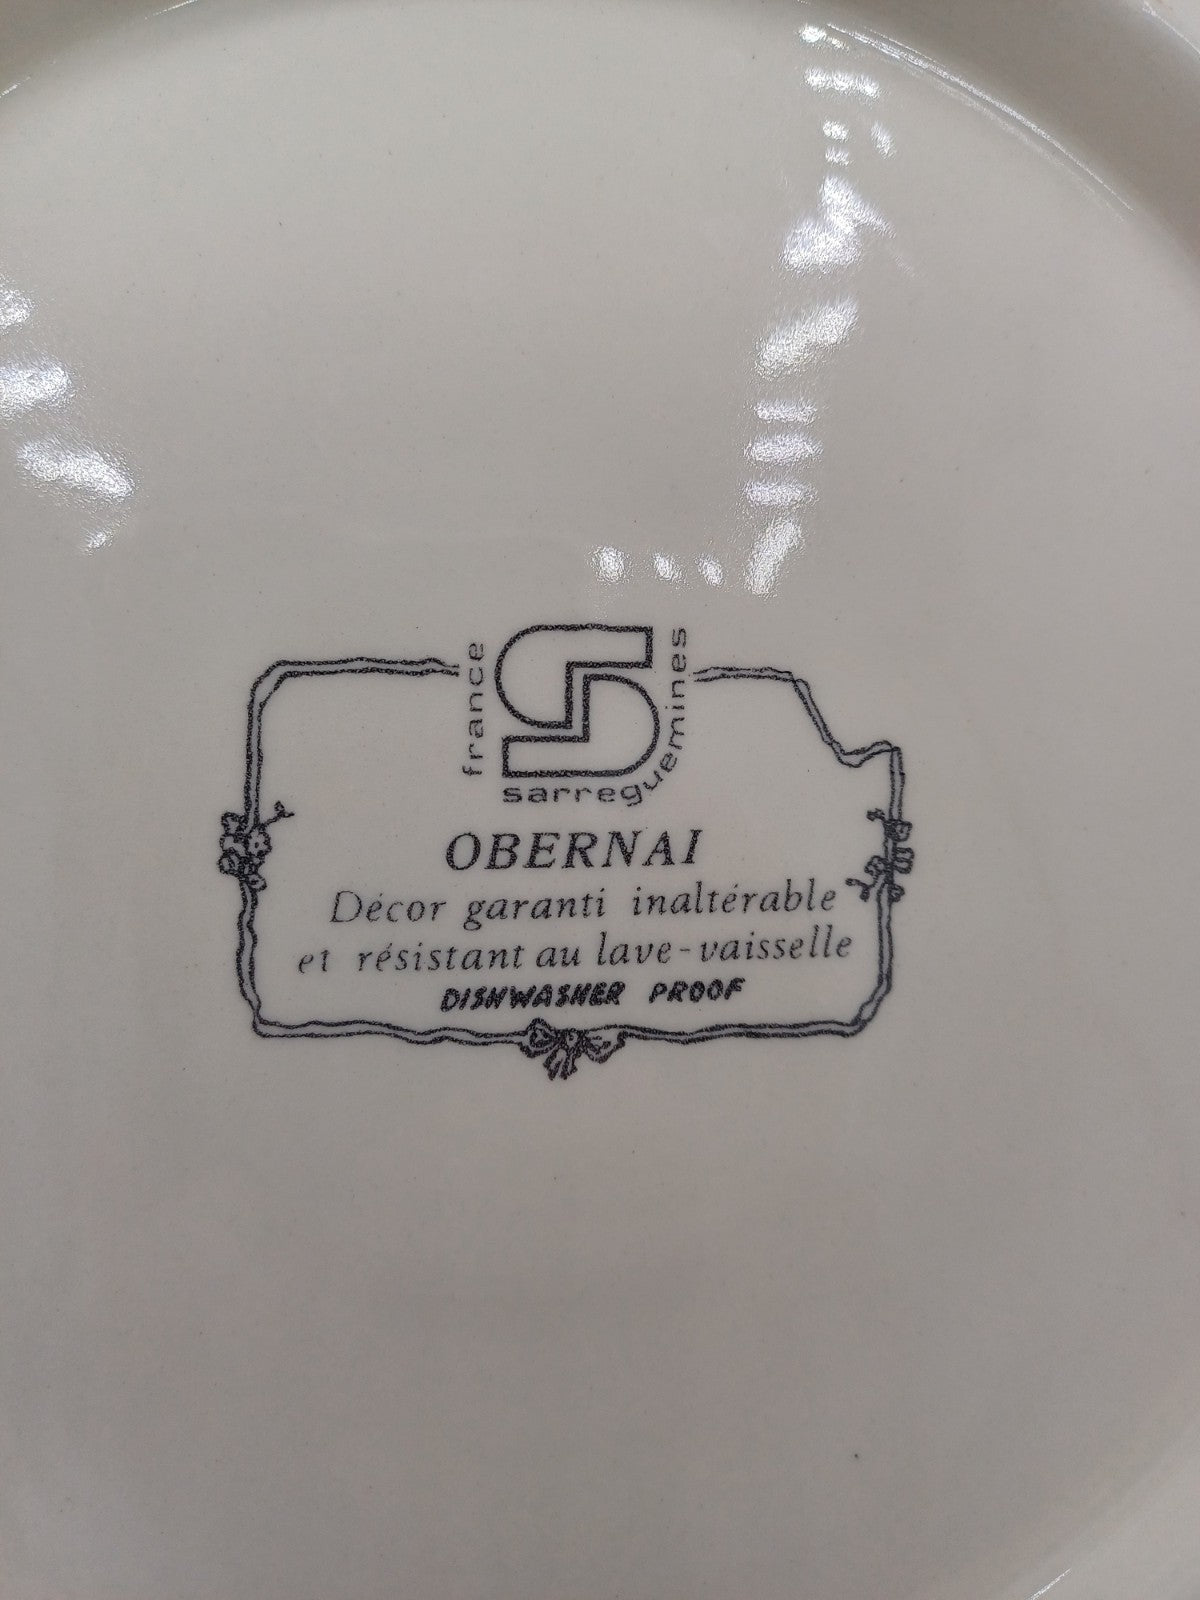 france
sarreguemines
OBERNAI
Décor garanti inaltérable
et résistant au lave-vaisselle
DISHWASHER PROOF